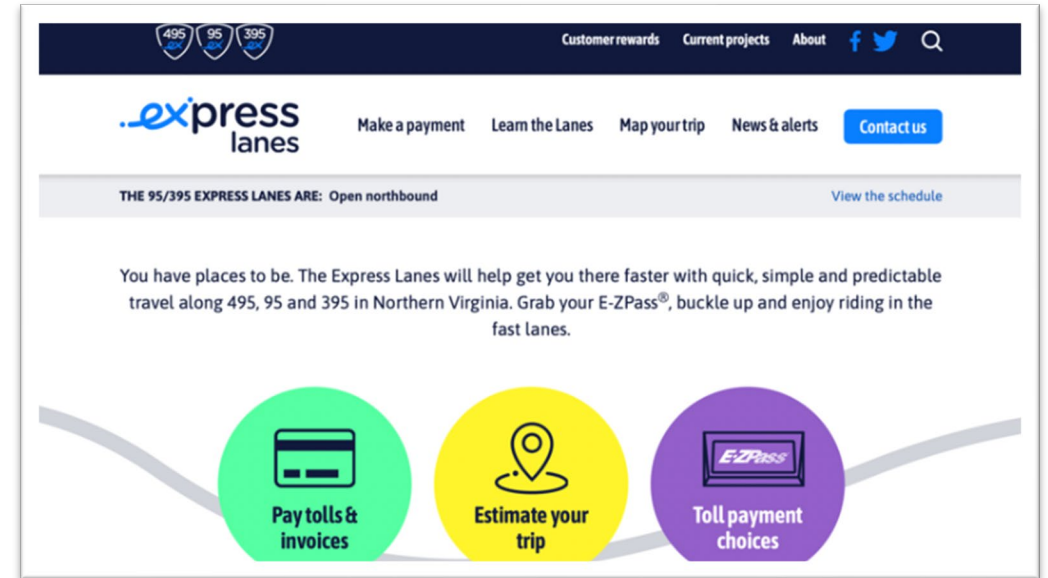 495 ex 95 ex 395 ex
Customer rewards Current projects About
express
lanes
Make a payment Learn the Lanes Map your trip News & alerts Contact us
THE 95/395 EXPRESS LANES ARE: Open northbound View the schedule
You have places to be. The Express Lanes will help get you there faster with quick, simple and predictable
travel along 495, 95 and 395 in Northern Virginia. Grab your E-ZPass®, buckle up and enjoy riding in the
fast lanes.
E-ZPass
Pay tolls &
invoices
Estimate your
trip
Toll payment
choices